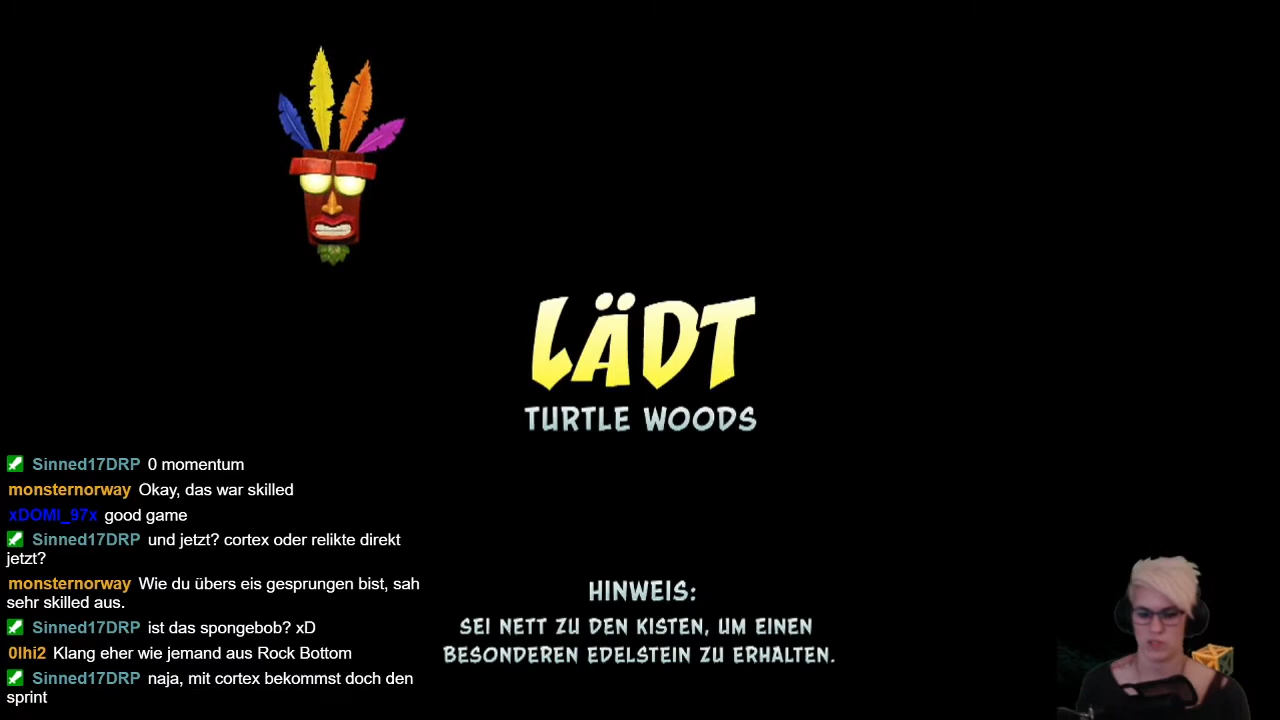 LÄDT
TURTLE WOODS
Sinned17DRP 0 momentum
monsternorway Okay, das war skilled
xDOMI_97x good game
Sinned17DRP und jetzt? cortex oder relikte direkt
jetzt?
monsternorway Wie du übers eis gesprungen bist, sah
sehr skilled aus.
Sinned17DRP ist das spongebob? xD
0lhi2 Klang eher wie jemand aus Rock Bottom
Sinned17DRP naja, mit cortex bekommst doch den
sprint
HINWEIS:
SEI NETT ZU DEN KISTEN, UM EINEN
BESONDEREN EDELSTEIN ZU ERHALTEN.